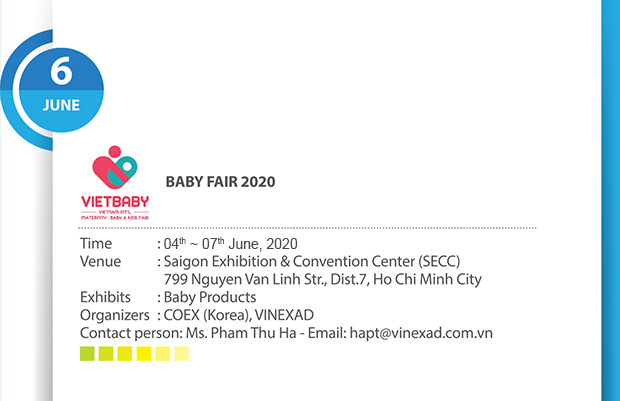 6
JUNE
BABY FAIR 2020
VIETBABY
VIETNAM INT'L
MATERNITY, BABY & KIDS FAIR
Time : 04th ~ 07th June, 2020
Venue : Saigon Exhibition & Convention Center (SECC)
799 Nguyen Van Linh Str., Dist.7, Ho Chi Minh City
Exhibits : Baby Products
Organizers : COEX (Korea), VINEXAD
Contact person: Ms. Pham Thu Ha - Email: hapt@vinexad.com.vn